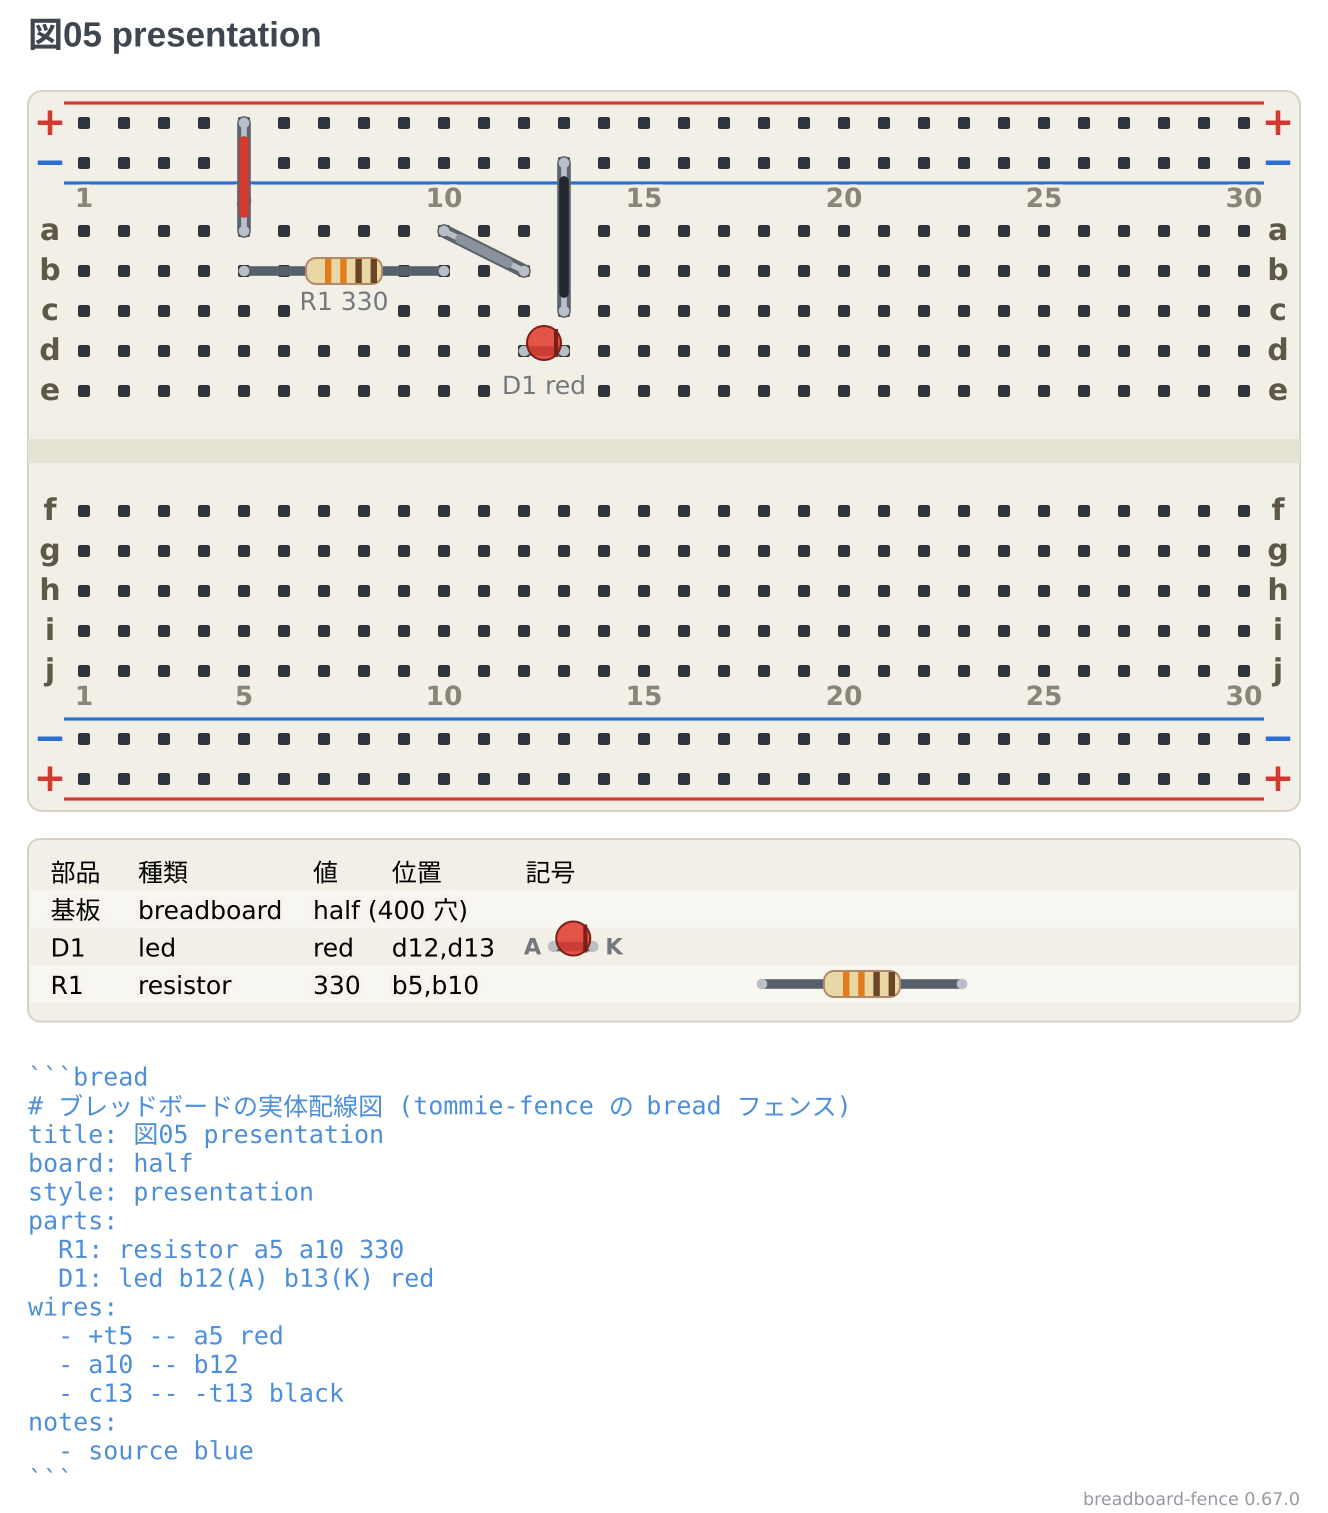 図05 presentation
+ +
− −
1 10 15 20 25 30
a a
b b
R1 330
c c
d d
D1 red
e e
f f
g g
h h
i i
j j
1 5 10 15 20 25 30
− −
+ +
部品 種類 値 位置 記号
基板 breadboard half (400 穴)
D1 led red d12,d13 A K
R1 resistor 330 b5,b10
```bread
# ブレッドボードの実体配線図 (tommie-fence の bread フェンス)
title: 図05 presentation
board: half
style: presentation
parts:
  R1: resistor a5 a10 330
  D1: led b12(A) b13(K) red
wires:
  - +t5 -- a5 red
  - a10 -- b12
  - c13 -- -t13 black
notes:
  - source blue
```
breadboard-fence 0.67.0